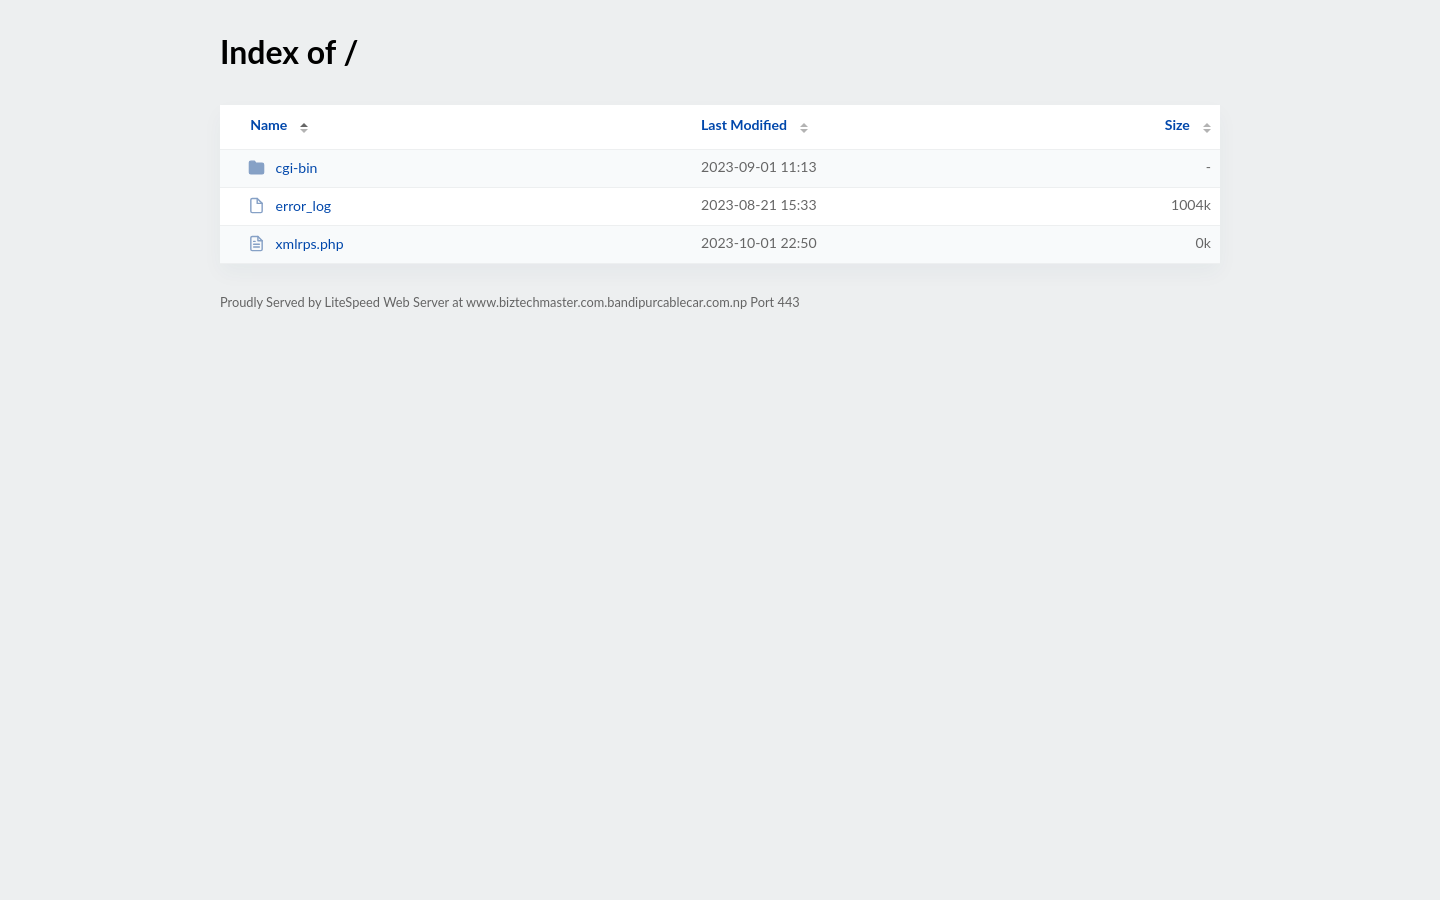 Index of /
Name Last Modified Size
cgi-bin 2023-09-01 11:13 -
error_log 2023-08-21 15:33 1004k
xmlrps.php 2023-10-01 22:50 0k
Proudly Served by LiteSpeed Web Server at www.biztechmaster.com.bandipurcablecar.com.np Port 443